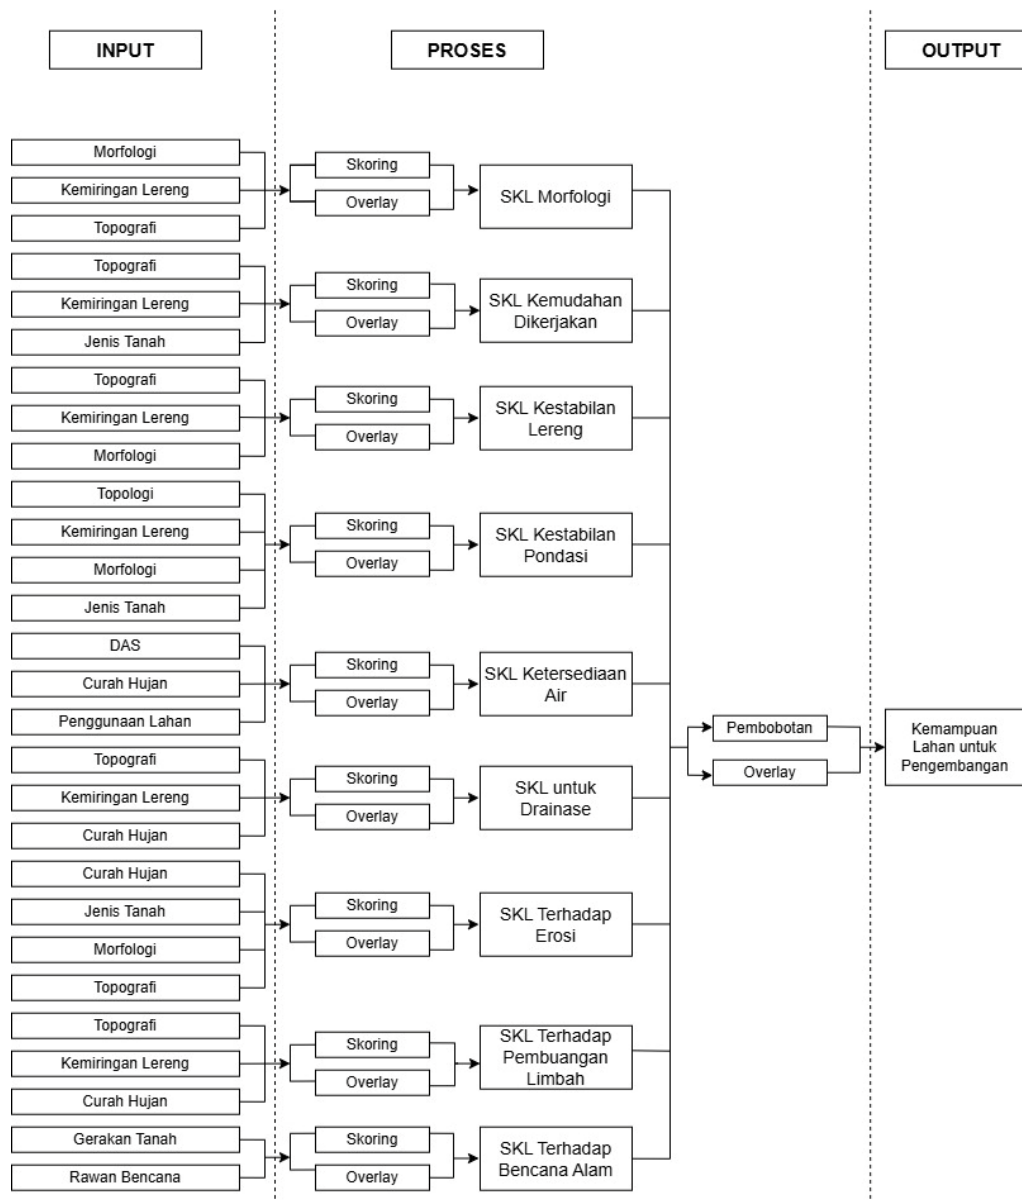 INPUT
PROSES
OUTPUT
Morfologi
Kemiringan Lereng
Topografi
Skoring
Overlay
SKL Morfologi
Topografi
Kemiringan Lereng
Jenis Tanah
Skoring
Overlay
SKL Kemudahan
Dikerjakan
Topografi
Kemiringan Lereng
Morfologi
Skoring
Overlay
SKL Kestabilan
Lereng
Topologi
Kemiringan Lereng
Morfologi
Jenis Tanah
Skoring
Overlay
SKL Kestabilan
Pondasi
DAS
Curah Hujan
Penggunaan Lahan
Skoring
Overlay
SKL Ketersediaan
Air
Topografi
Kemiringan Lereng
Curah Hujan
Skoring
Overlay
SKL untuk
Drainase
Curah Hujan
Jenis Tanah
Morfologi
Topografi
Skoring
Overlay
SKL Terhadap
Erosi
Topografi
Kemiringan Lereng
Curah Hujan
Skoring
Overlay
SKL Terhadap
Pembuangan
Limbah
Gerakan Tanah
Rawan Bencana
Skoring
Overlay
SKL Terhadap
Bencana Alam
Pembobotan
Overlay
Kemampuan
Lahan untuk
Pengembangan